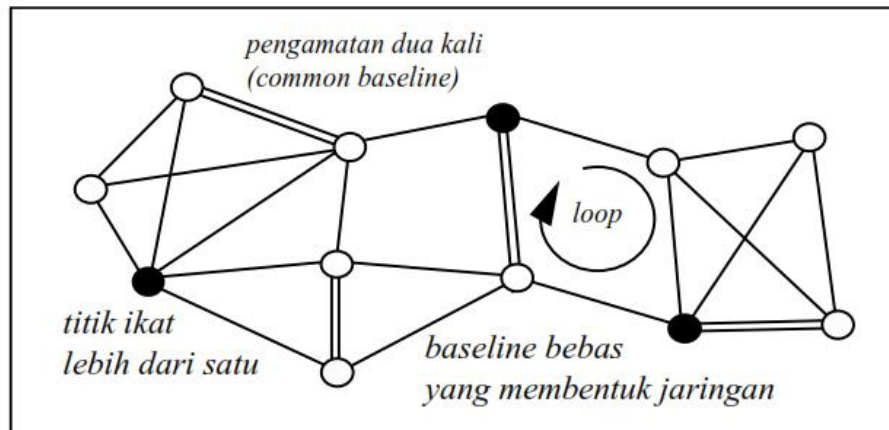 pengamatan dua kali
(common baseline)
loop
titik ikat
lebih dari satu
baseline bebas
yang membentuk jaringan